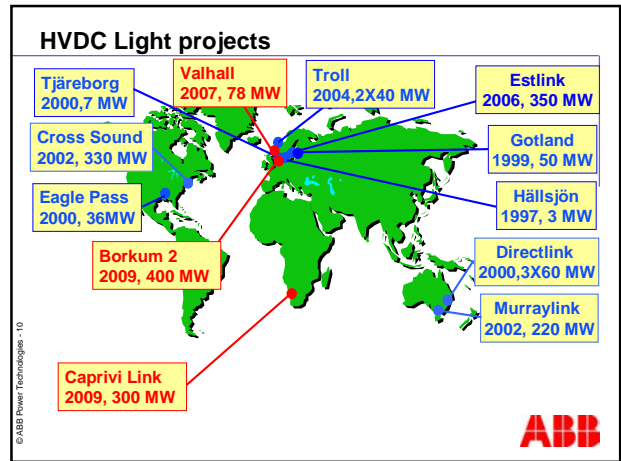 HVDC Light projects
Tjäreborg
2000,7 MW
Valhall
2007, 78 MW
Troll
2004,2X40 MW
Estlink
2006, 350 MW
Cross Sound
2002, 330 MW
Gotland
1999, 50 MW
Eagle Pass
2000, 36MW
Hällsjön
1997, 3 MW
Borkum 2
2009, 400 MW
Directlink
2000,3X60 MW
Murraylink
2002, 220 MW
Caprivi Link
2009, 300 MW
© ABB Power Technologies - 10
ABB